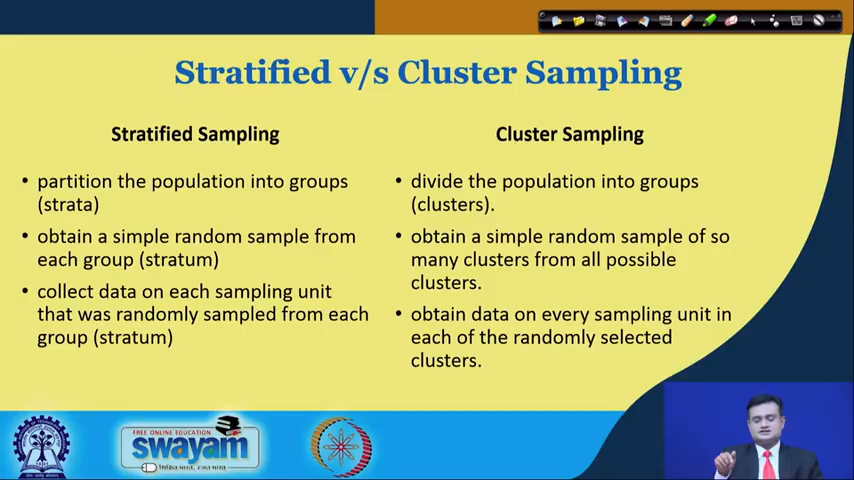 Stratified v/s Cluster Sampling
Stratified Sampling
• partition the population into groups
(strata)
• obtain a simple random sample from
each group (stratum)
• collect data on each sampling unit
that was randomly sampled from each
group (stratum)
Cluster Sampling
• divide the population into groups
(clusters).
• obtain a simple random sample of so
many clusters from all possible
clusters.
• obtain data on every sampling unit in
each of the randomly selected
clusters.
FREE ONLINE EDUCATION
swayam